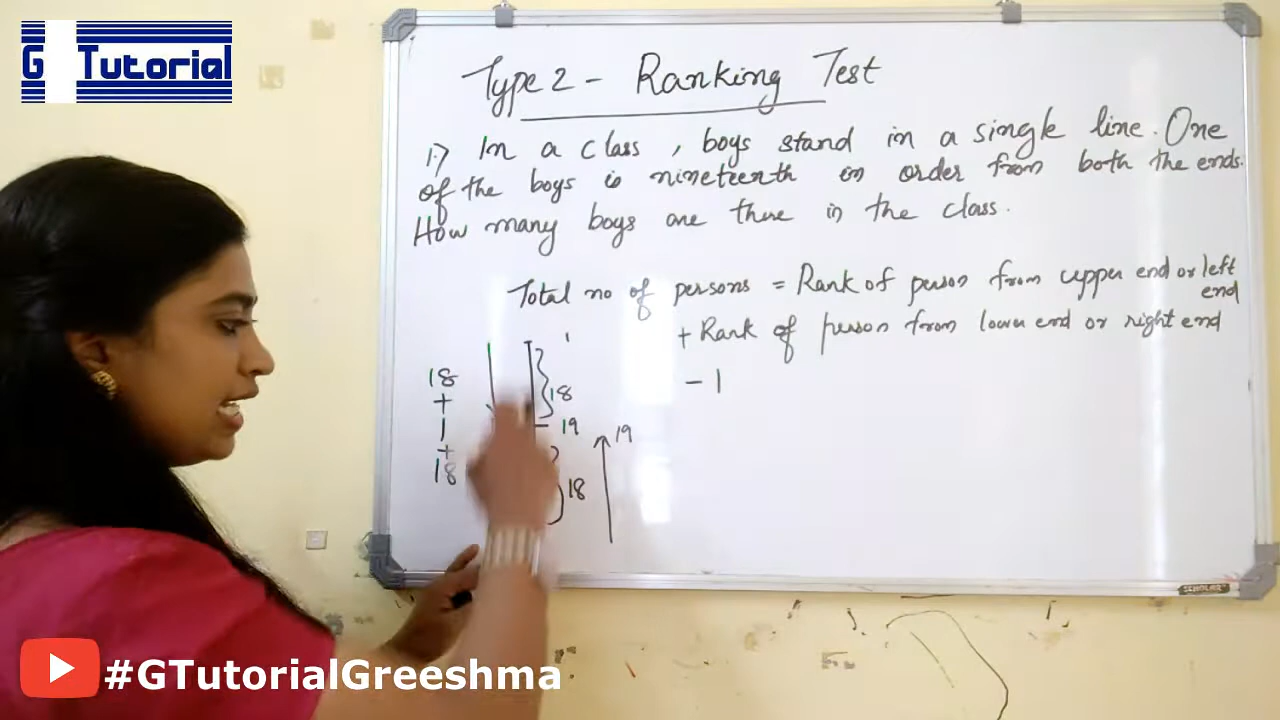 G Tutorial
Type 2 - Ranking Test
1.) In a class, boys stand in a single line. One
of the boys is nineteenth in order from both the ends.
How many boys are there in the class.
Total no of persons = Rank of person from upper end or left
end
+ Rank of person from lower end or right end
- 1
1
18
+
1
+
18
18
19
19
18
SCHOLAR
#GTutorialGreeshma